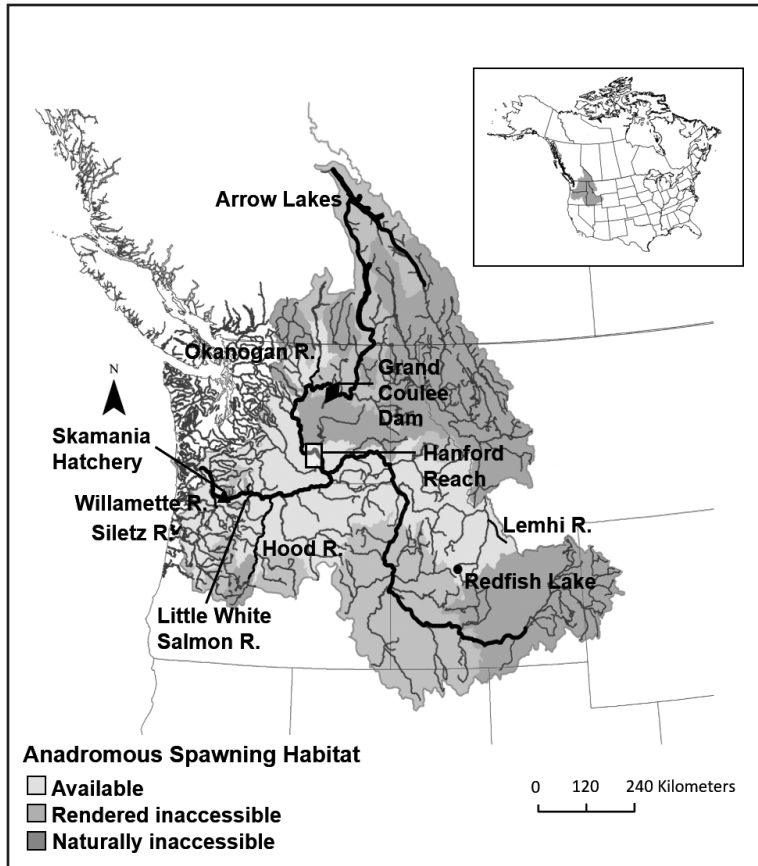 Arrow Lakes
Okanogan R.
N
Grand
Coulee
Dam
Skamania
Hatchery
Hanford
Reach
Willamette R.
Siletz R.
Lemhi R.
Hood R.
Redfish Lake
Little White
Salmon R.
Anadromous Spawning Habitat
Available
Rendered inaccessible
Naturally inaccessible
0 120 240 Kilometers